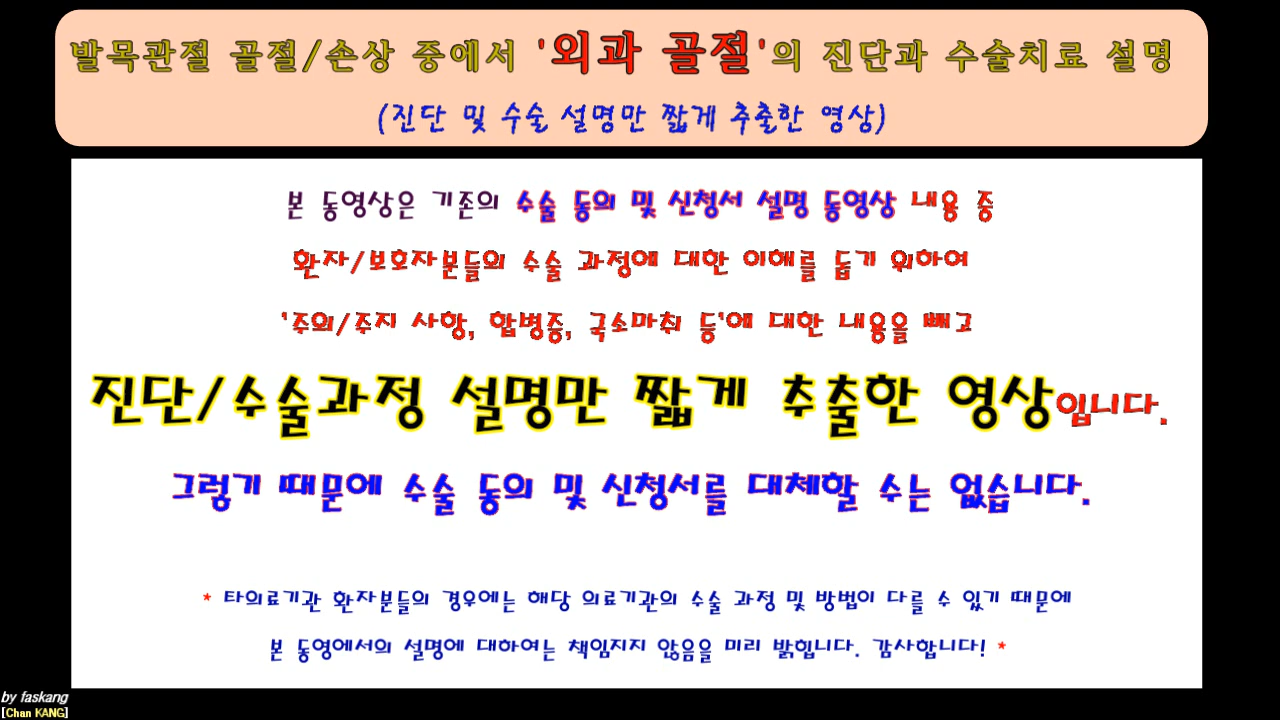 발목관절 골절/손상 중에서 '외과 골절'의 진단과 수술치료 설명
(진단 및 수술 설명만 짧게 추출한 영상)
본 동영상은 기존의 수술 동의 및 신청서 설명 동영상 내용 중
환자/보호자분들의 수술 과정에 대한 이해를 돕기 위하여
'주의/주지 사항, 합병증, 국소마취 등'에 대한 내용을 빼고
진단/수술과정 설명만 짧게 추출한 영상입니다.
그렇기 때문에 수술 동의 및 신청서를 대체할 수는 없습니다.
* 타의료기관 환자분들의 경우에는 해당 의료기관의 수술 과정 및 방법이 다를 수 있기 때문에
본 동영에서의 설명에 대하여는 책임지지 않음을 미리 밝힙니다. 감사합니다! *
by faskang
[Chan KANG]